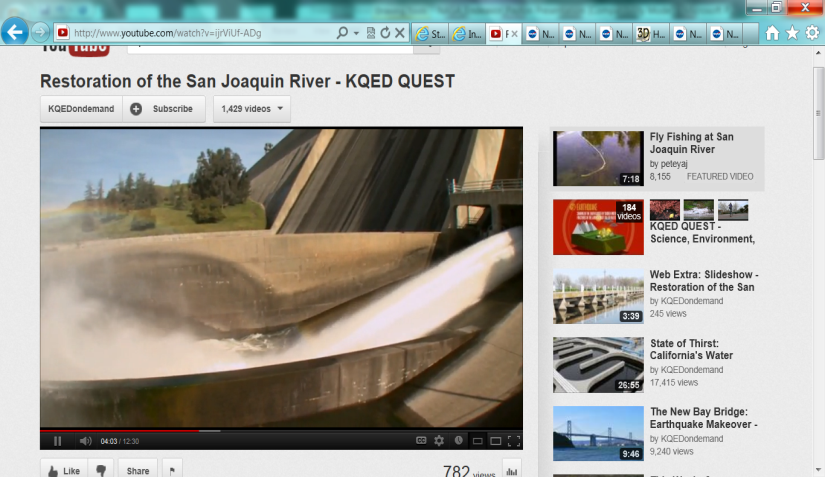 http://www.youtube.com/watch?v=ijrViUf-ADg
St...
In...
N...
N...
N...
3D H...
N...
N...
You Tube
Restoration of the San Joaquin River - KQED QUEST
KQEDondemand
Subscribe
1,429 videos
04:03 / 12:30
CC
Like
Share
782 views
7:18
Fly Fishing at San
Joaquin River
by peteyaj
8,155
FEATURED VIDEO
184
videos
KQED QUEST -
Science, Environment,
3:39
Web Extra: Slideshow -
Restoration of the San
by KQEDondemand
245 views
26:55
State of Thirst:
California's Water
by KQEDondemand
17,415 views
9:46
The New Bay Bridge:
Earthquake Makeover -
by KQEDondemand
9,240 views